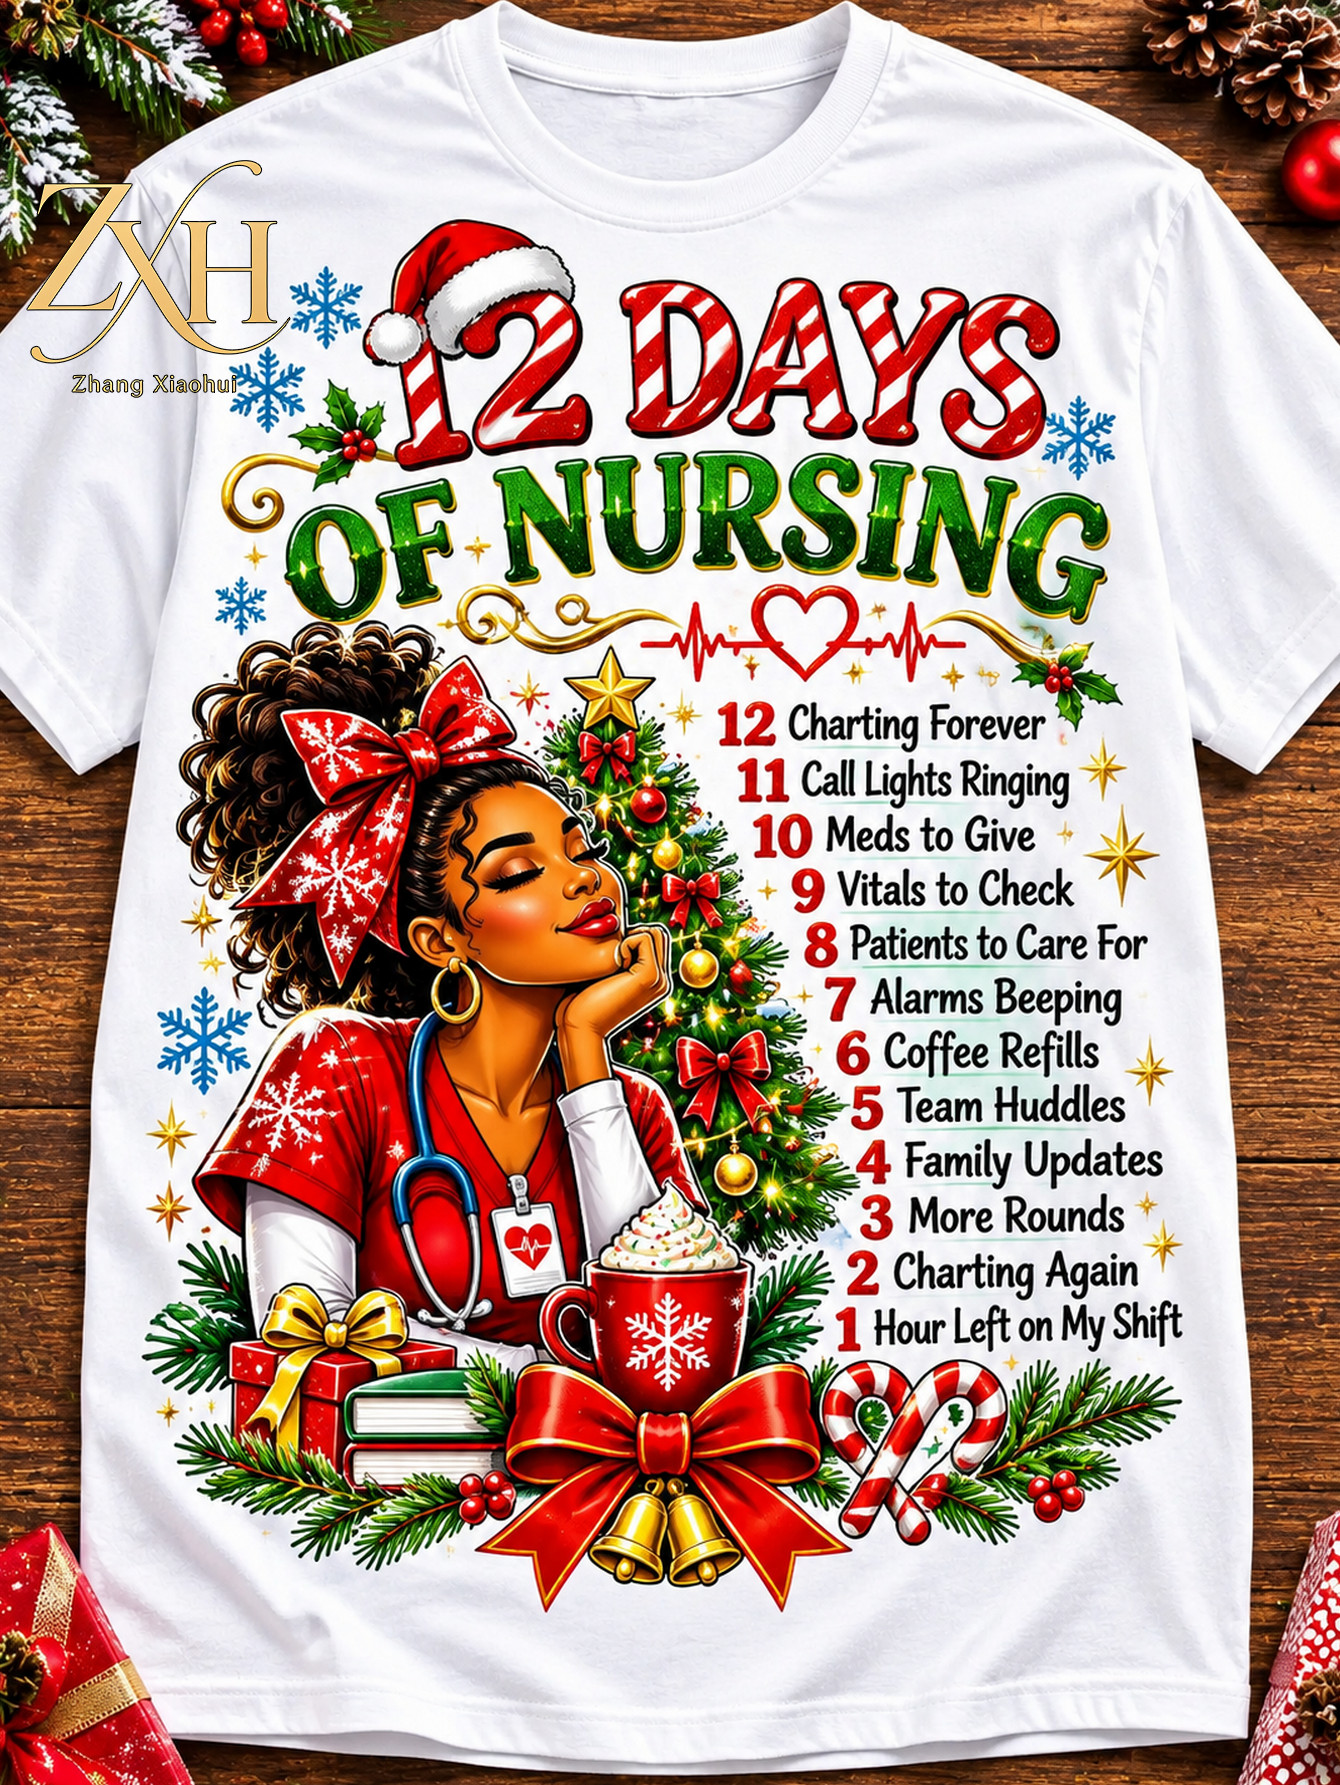 ZXH
Zhang Xiaohui
12 DAYS
OF NURSING
12 Charting Forever
11 Call Lights Ringing
10 Meds to Give
9 Vitals to Check
8 Patients to Care For
7 Alarms Beeping
6 Coffee Refills
5 Team Huddles
4 Family Updates
3 More Rounds
2 Charting Again
1 Hour Left on My Shift